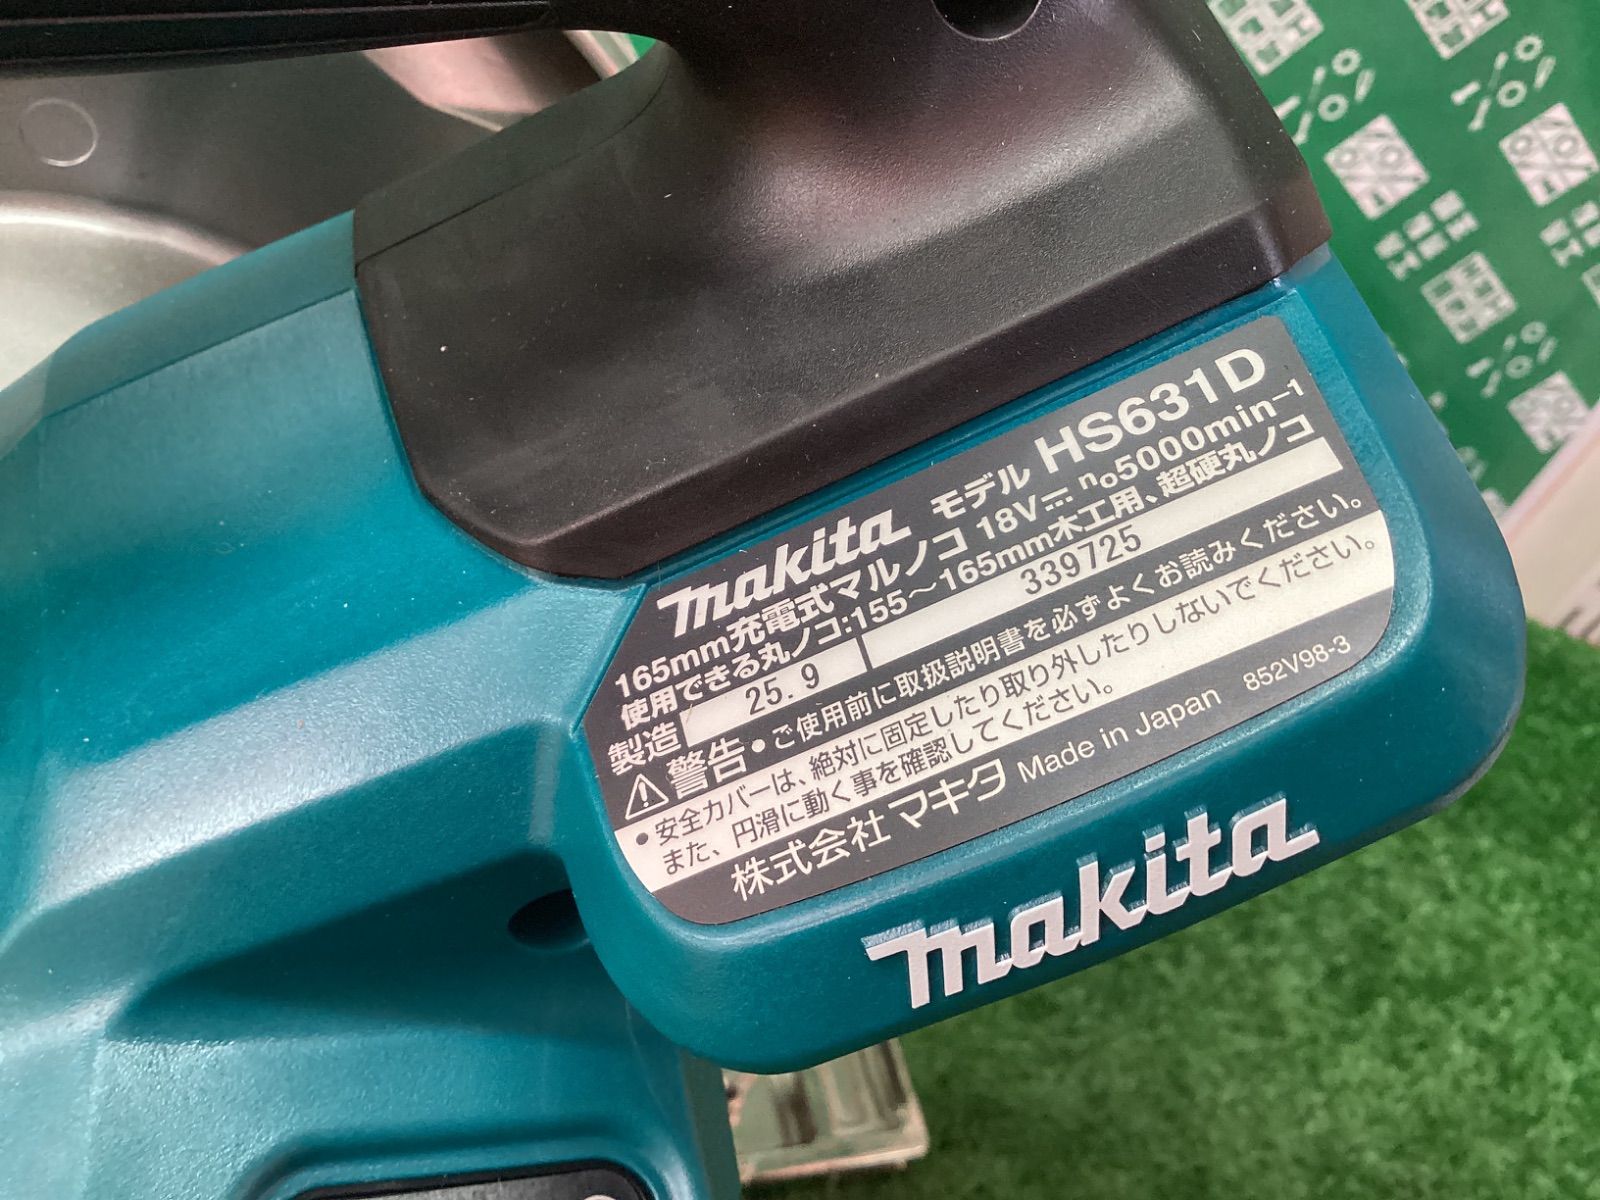 makita モデル HS631D
165mm充電式マルノコ 18V⎓ n₀5000min⁻¹
使用できる丸ノコ:155～165mm木工用、超硬丸ノコ
製造 25.9 339725
⚠警告 • ご使用前に取扱説明書を必ずよくお読みください。
• 安全カバーは、絶対に固定したり取り外したりしないでください。
また、円滑に動く事を確認してください。
株式会社マキタ Made in Japan 852V98-3
makita